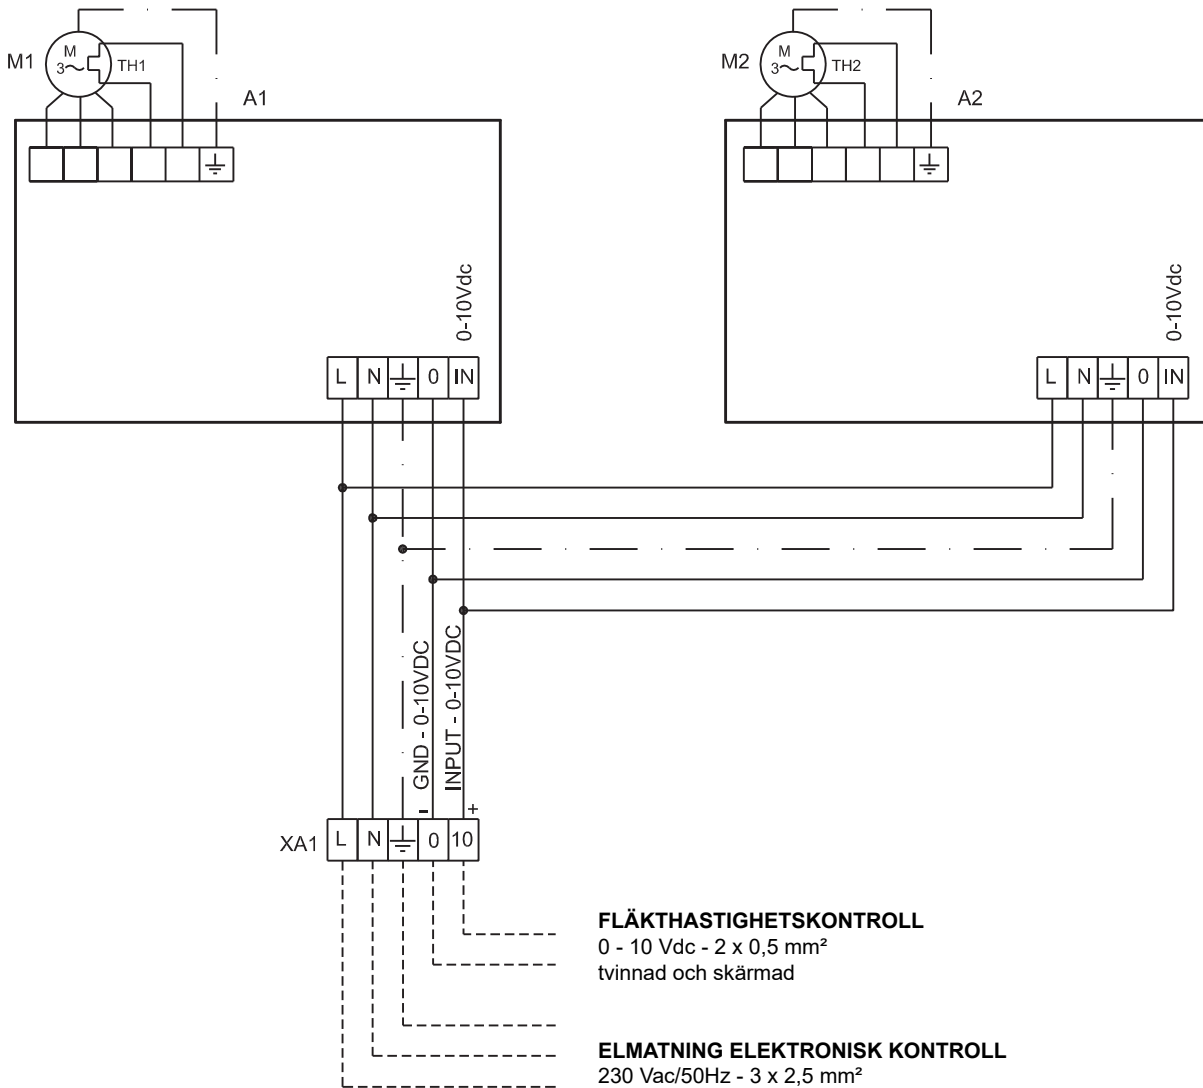 M1
M
3
TH1
A1
M2
M
3
TH2
A2
0-10Vdc
L N 0 IN
0-10Vdc
L N 0 IN
GND - 0-10VDC
INPUT - 0-10VDC
- +
XA1 L N 0 10
FLÄKTHASTIGHETSKONTROLL
0 - 10 Vdc - 2 x 0,5 mm²
tvinnad och skärmad
ELMATNING ELEKTRONISK KONTROLL
230 Vac/50Hz - 3 x 2,5 mm²